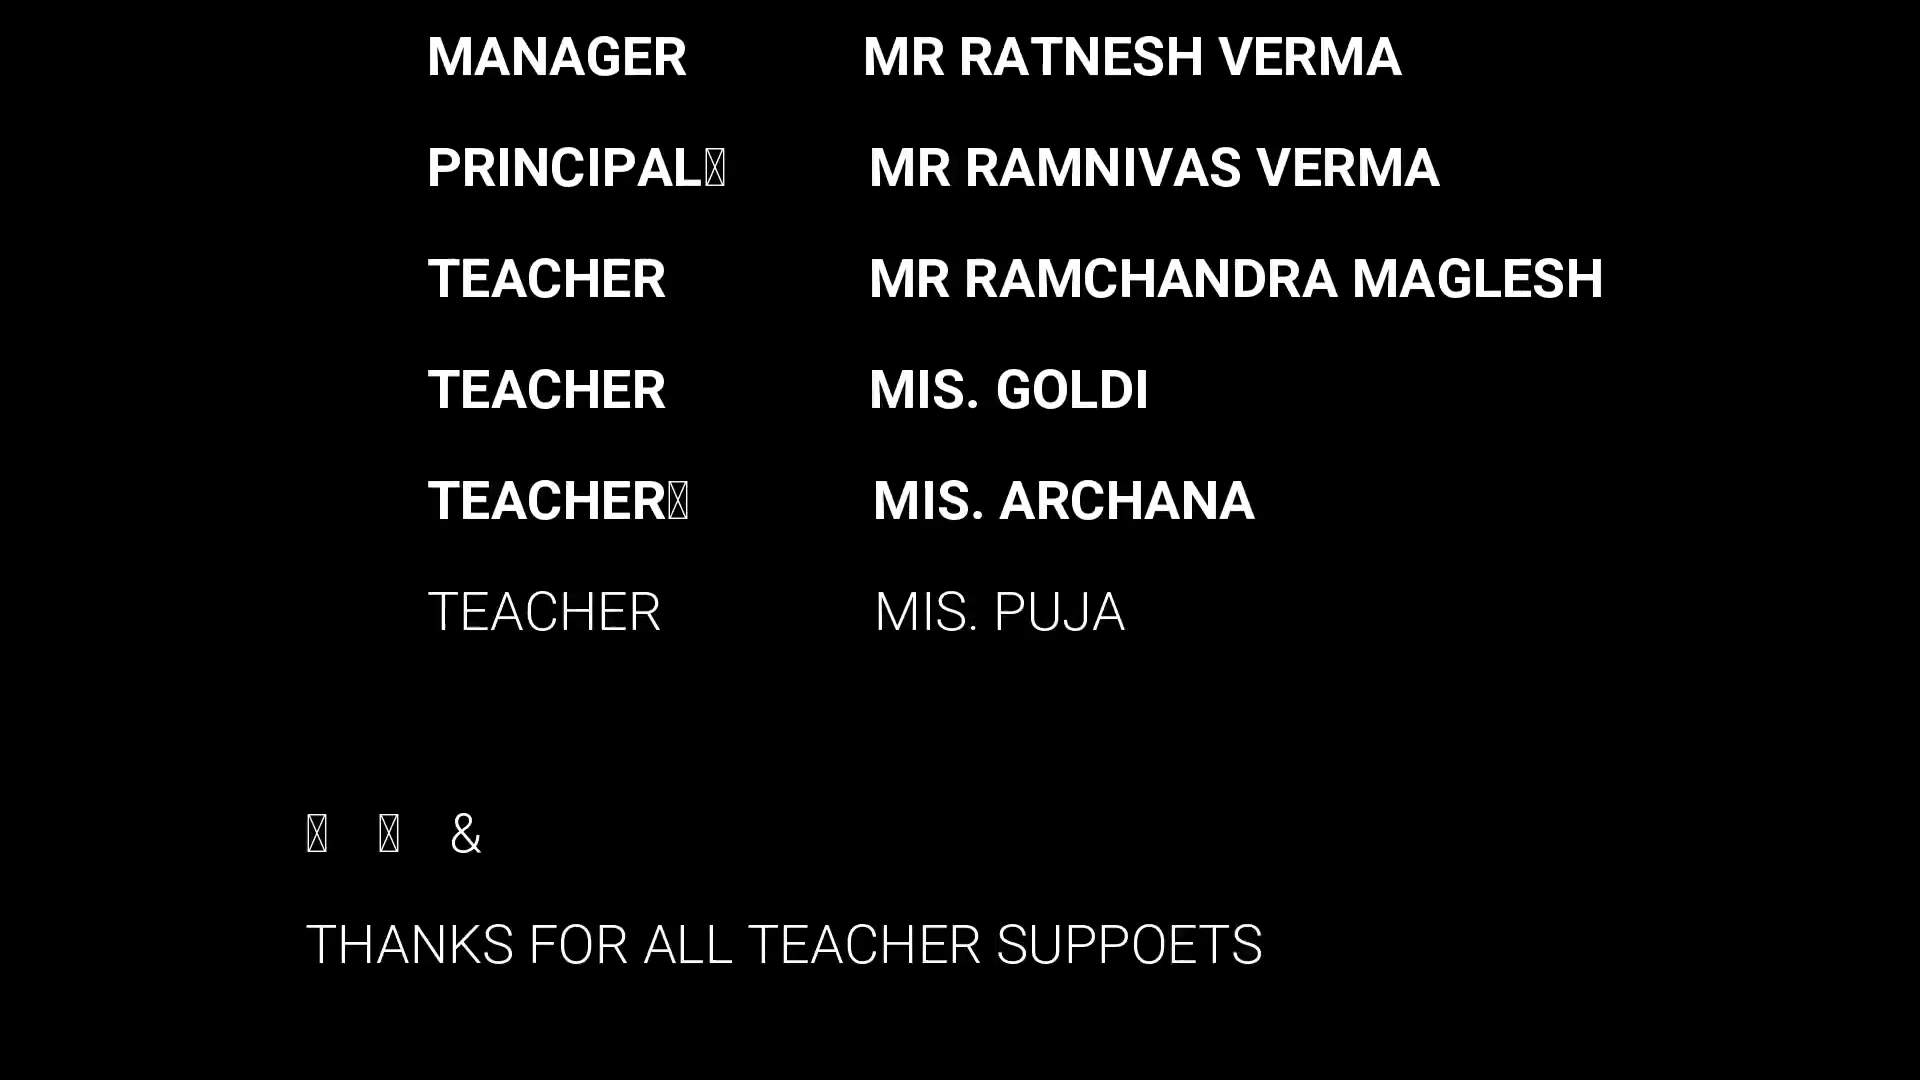 MANAGER MR RATNESH VERMA
PRINCIPAL MR RAMNIVAS VERMA
TEACHER MR RAMCHANDRA MAGLESH
TEACHER MIS. GOLDI
TEACHER MIS. ARCHANA
TEACHER MIS. PUJA
&
THANKS FOR ALL TEACHER SUPPOETS